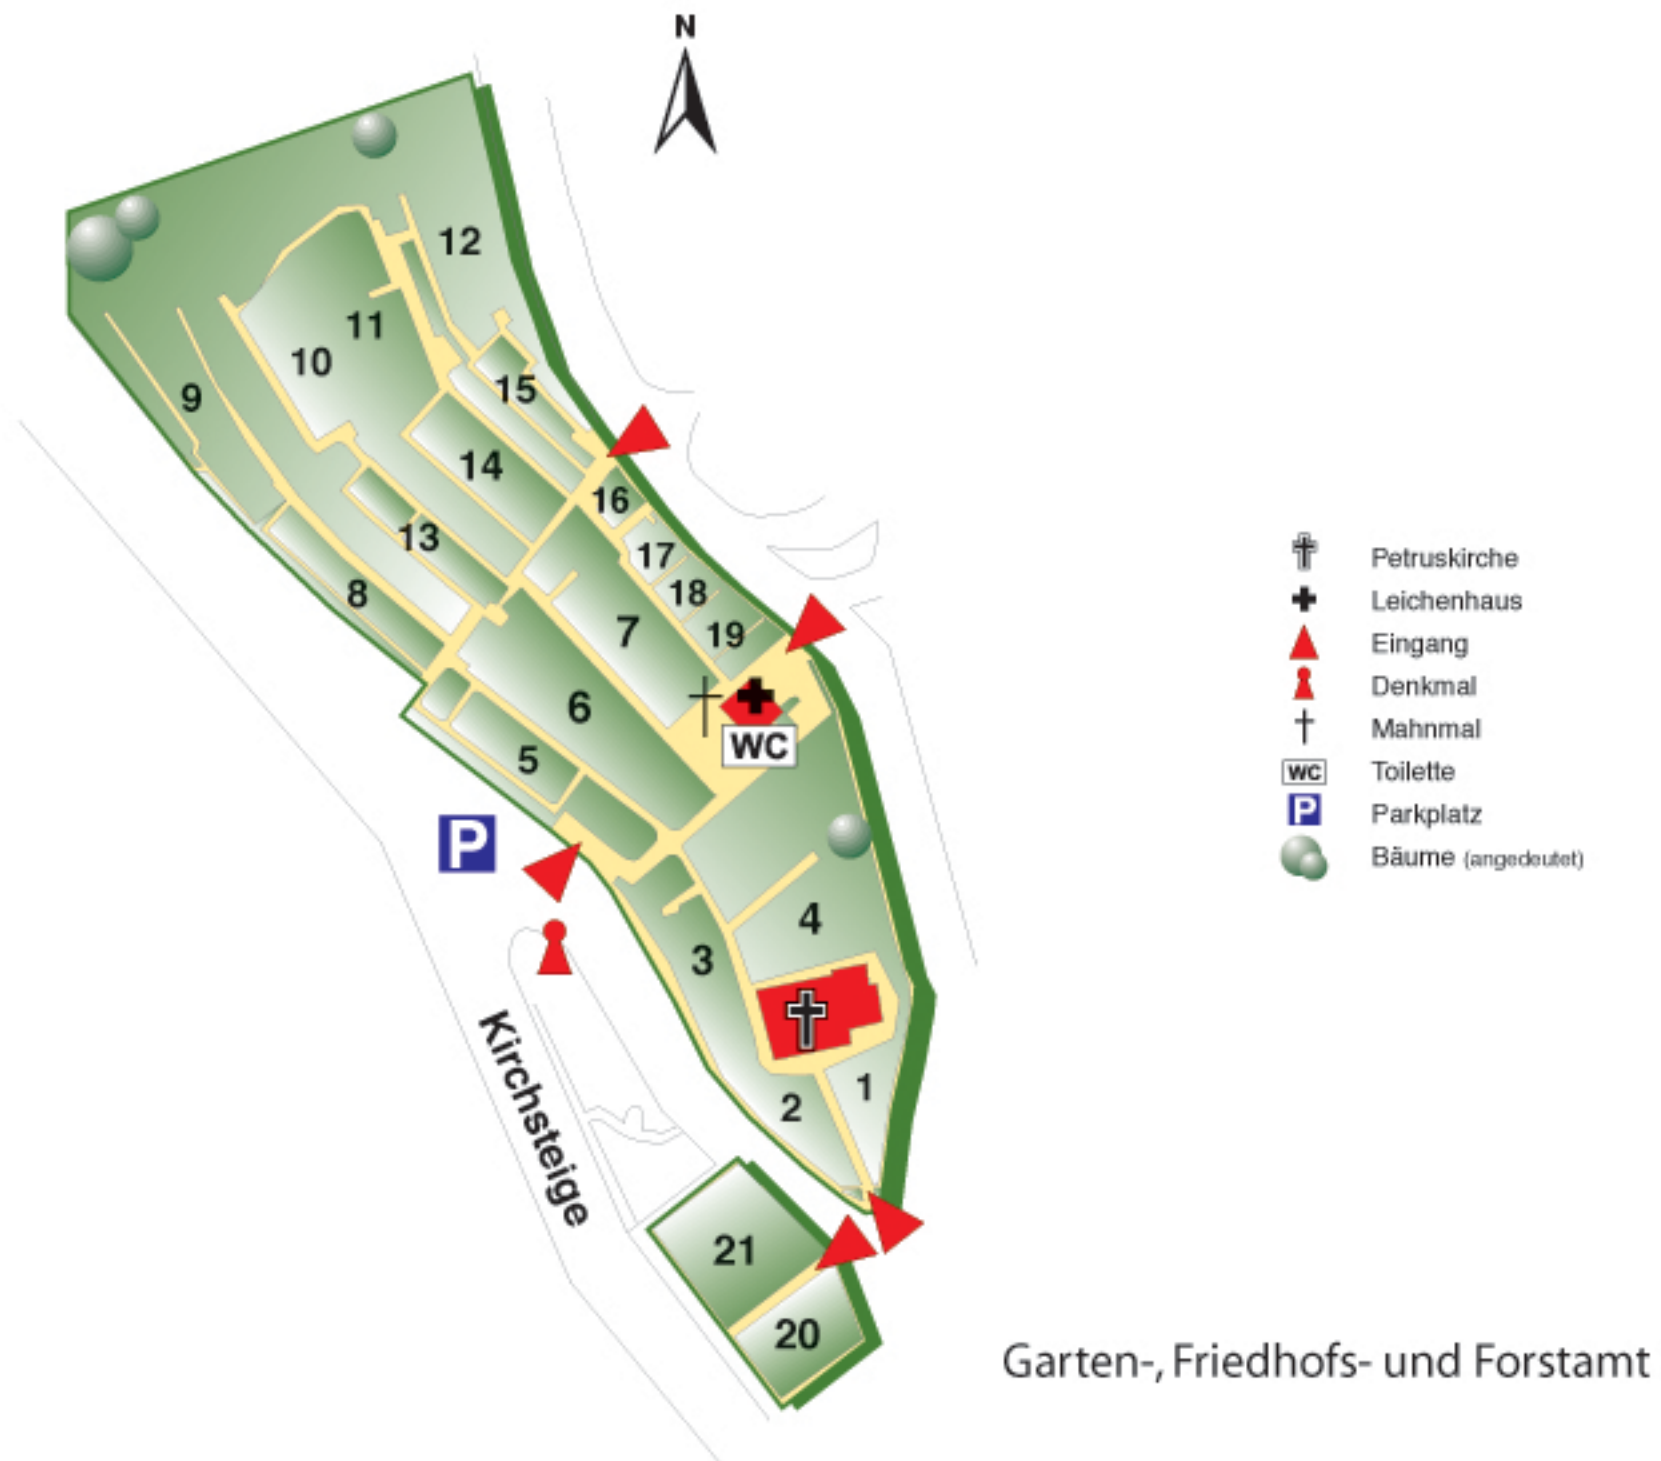 N
12
11
10
9
15
14
16
13
17
8
18
7
19
6
WC
5
P
4
3
Kirchsteige
1
2
21
20
Petruskirche
Leichenhaus
Eingang
Denkmal
Mahnmal
WC Toilette
P Parkplatz
Bäume (angedeutet)
Garten-, Friedhofs- und Forstamt